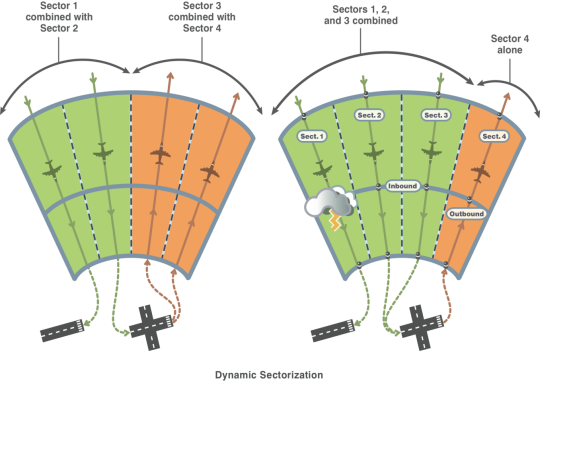 Sector 1
combined with
Sector 2
Sector 3
combined with
Sector 4
Sectors 1, 2,
and 3 combined
Sector 4
alone
Sect. 1
Sect. 2
Sect. 3
Sect. 4
Inbound
Outbound
Dynamic Sectorization